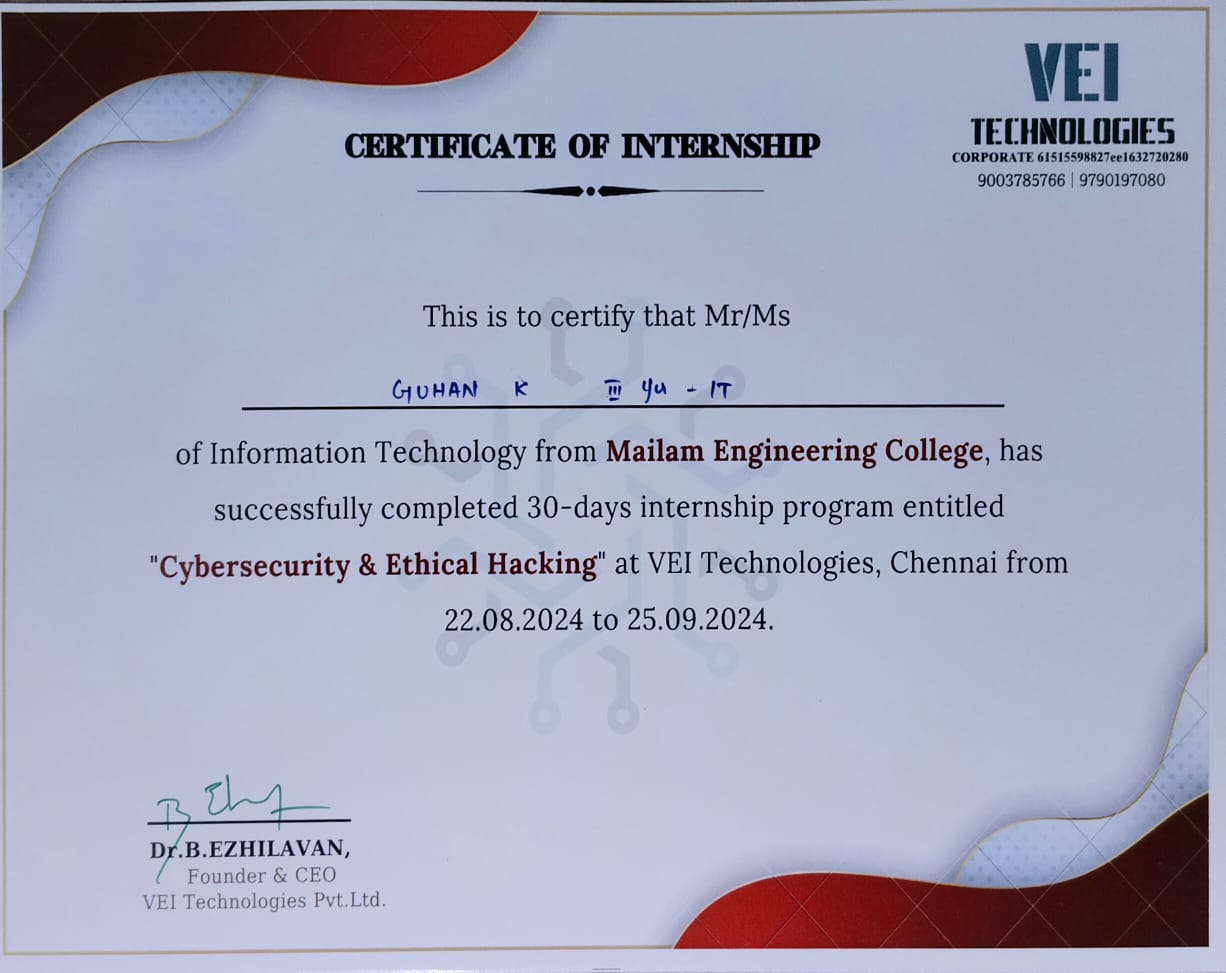 VEI
TECHNOLOGIES
CORPORATE 61515598827ee1632720280
9003785766 | 9790197080
CERTIFICATE OF INTERNSHIP
This is to certify that Mr/Ms
GUHAN K III Yr - IT
of Information Technology from Mailam Engineering College, has
successfully completed 30-days internship program entitled
"Cybersecurity & Ethical Hacking" at VEI Technologies, Chennai from
22.08.2024 to 25.09.2024.
B Ezh
Dr.B.EZHILAVAN,
Founder & CEO
VEI Technologies Pvt.Ltd.